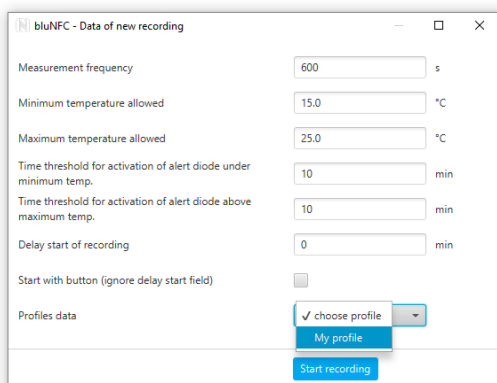 bluNFC - Data of new recording
Measurement frequency 600 s
Minimum temperature allowed 15.0 °C
Maximum temperature allowed 25.0 °C
Time threshold for activation of alert diode under
minimum temp. 10 min
Time threshold for activation of alert diode above
maximum temp. 10 min
Delay start of recording 0 min
Start with button (ignore delay start field)
Profiles data ✓ choose profile
My profile
Start recording